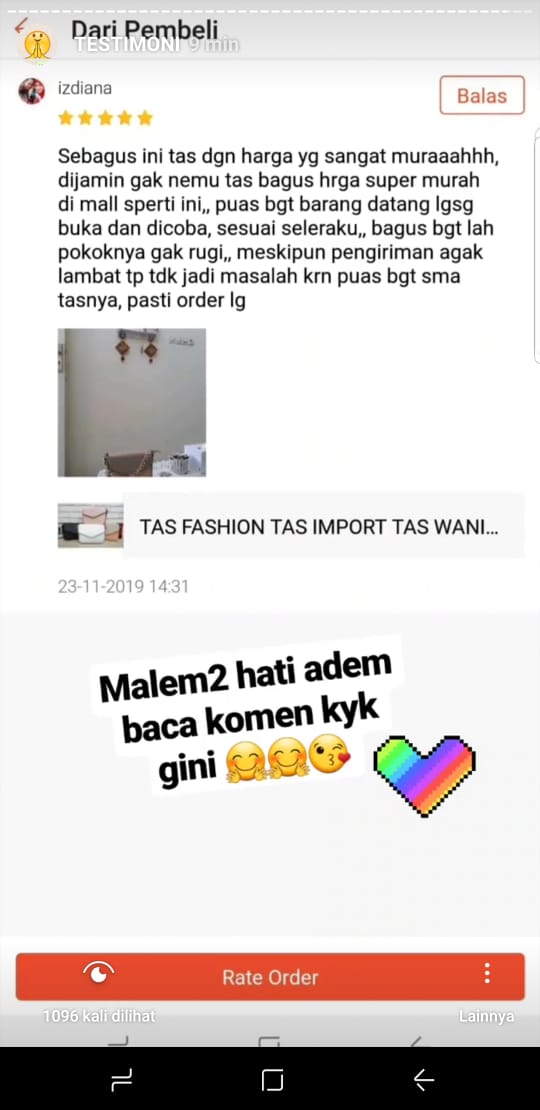 Dari Pembeli
TESTIMONI 9 min
izdiana
Balas
Sebagus ini tas dgn harga yg sangat muraaahhh,
dijamin gak nemu tas bagus hrga super murah
di mall sperti ini,, puas bgt barang datang lgsg
buka dan dicoba, sesuai seleraku,, bagus bgt lah
pokoknya gak rugi,, meskipun pengiriman agak
lambat tp tdk jadi masalah krn puas bgt sma
tasnya, pasti order lg
TAS FASHION TAS IMPORT TAS WANI...
23-11-2019 14:31
Malem2 hati adem
baca komen kyk
gini
Rate Order
1096 kali dilihat
Lainnya